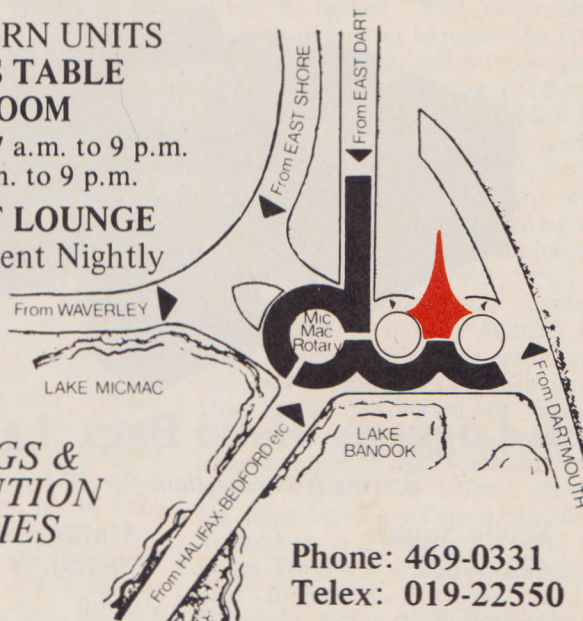 RN UNITS
S TABLE
OOM
7 a.m. to 9 p.m.
n. to 9 p.m.
T LOUNGE
ent Nightly
From EAST SHORE
From EAST DART
From WAVERLEY
Mic
Mac
Rotary
LAKE MICMAC
LAKE
BANOOK
From DARTMOUTH
From HALIFAX-BEDFORD etc
GS &
UTION
IES
Phone: 469-0331
Telex: 019-22550